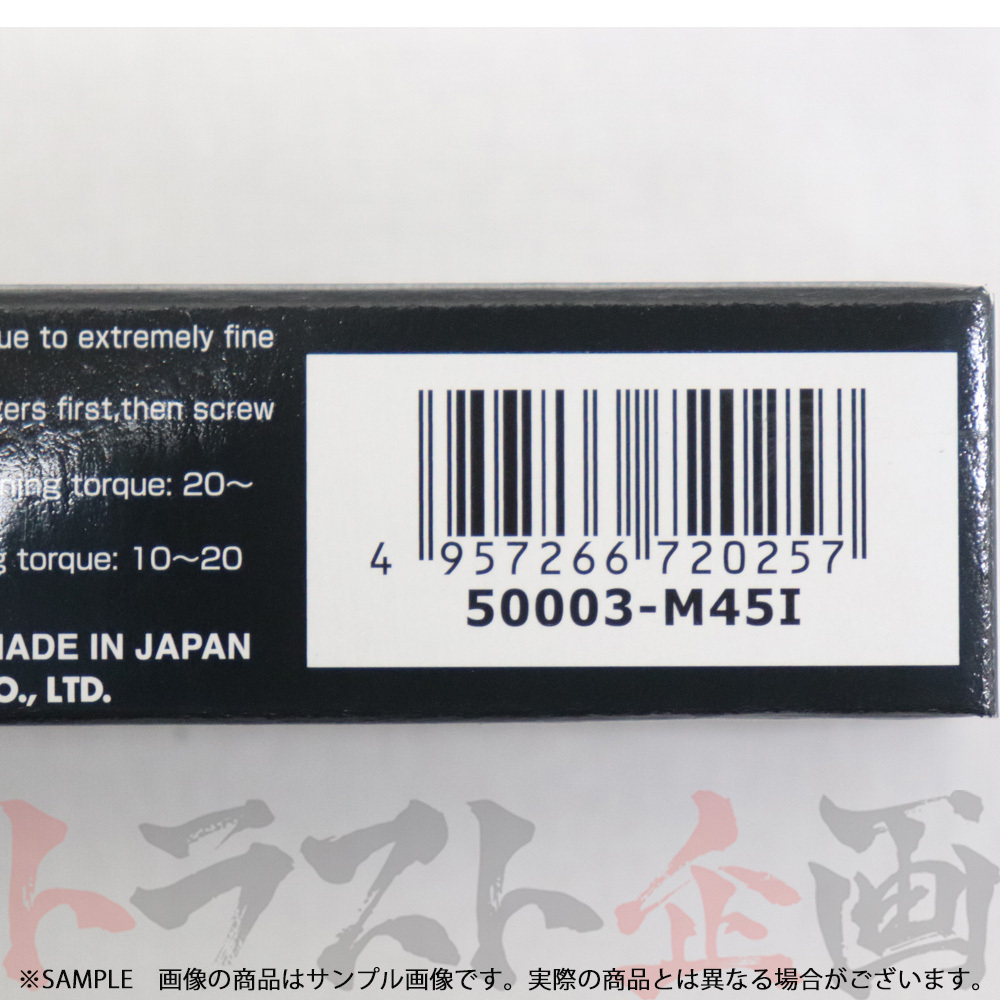 ue to extremely fine
gers first,then screw
ning torque: 20～
g torque: 10～20
MADE IN JAPAN
O., LTD.
4 957266 720257
50003-M45I
トラスト企画
※SAMPLE 画像の商品はサンプル画像です。実際の商品とは異なる場合がございます。